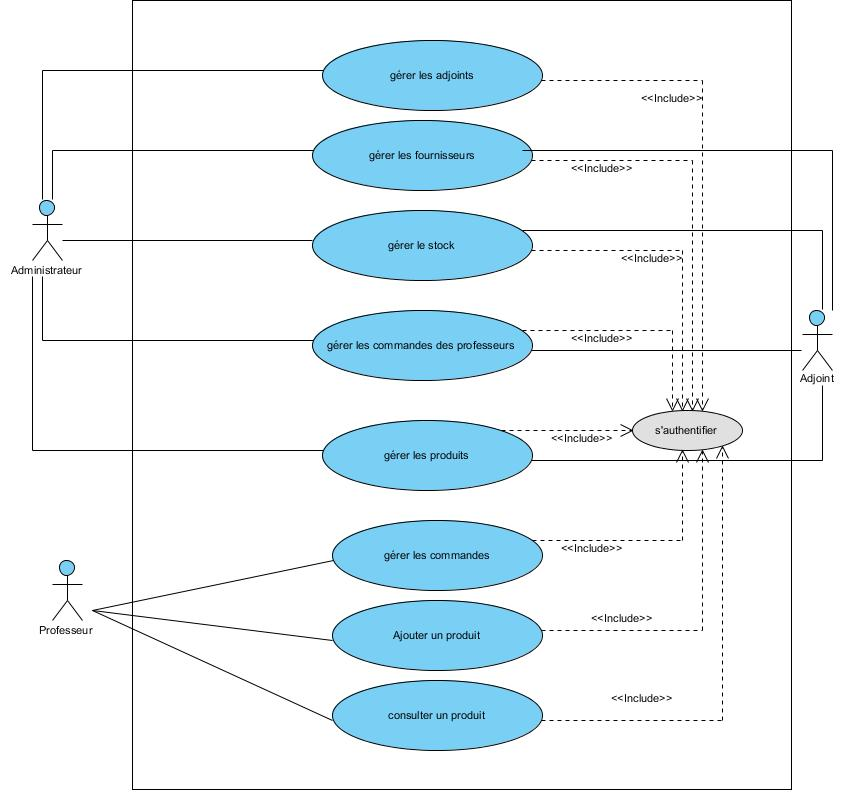 gérer les adjoints
<<Include>>
gérer les fournisseurs
<<Include>>
gérer le stock
<<Include>>
Administrateur
gérer les commandes des professeurs
<<Include>>
Adjoint
s'authentifier
<<Include>>
gérer les produits
gérer les commandes
<<Include>>
Professeur
Ajouter un produit
<<Include>>
consulter un produit
<<Include>>